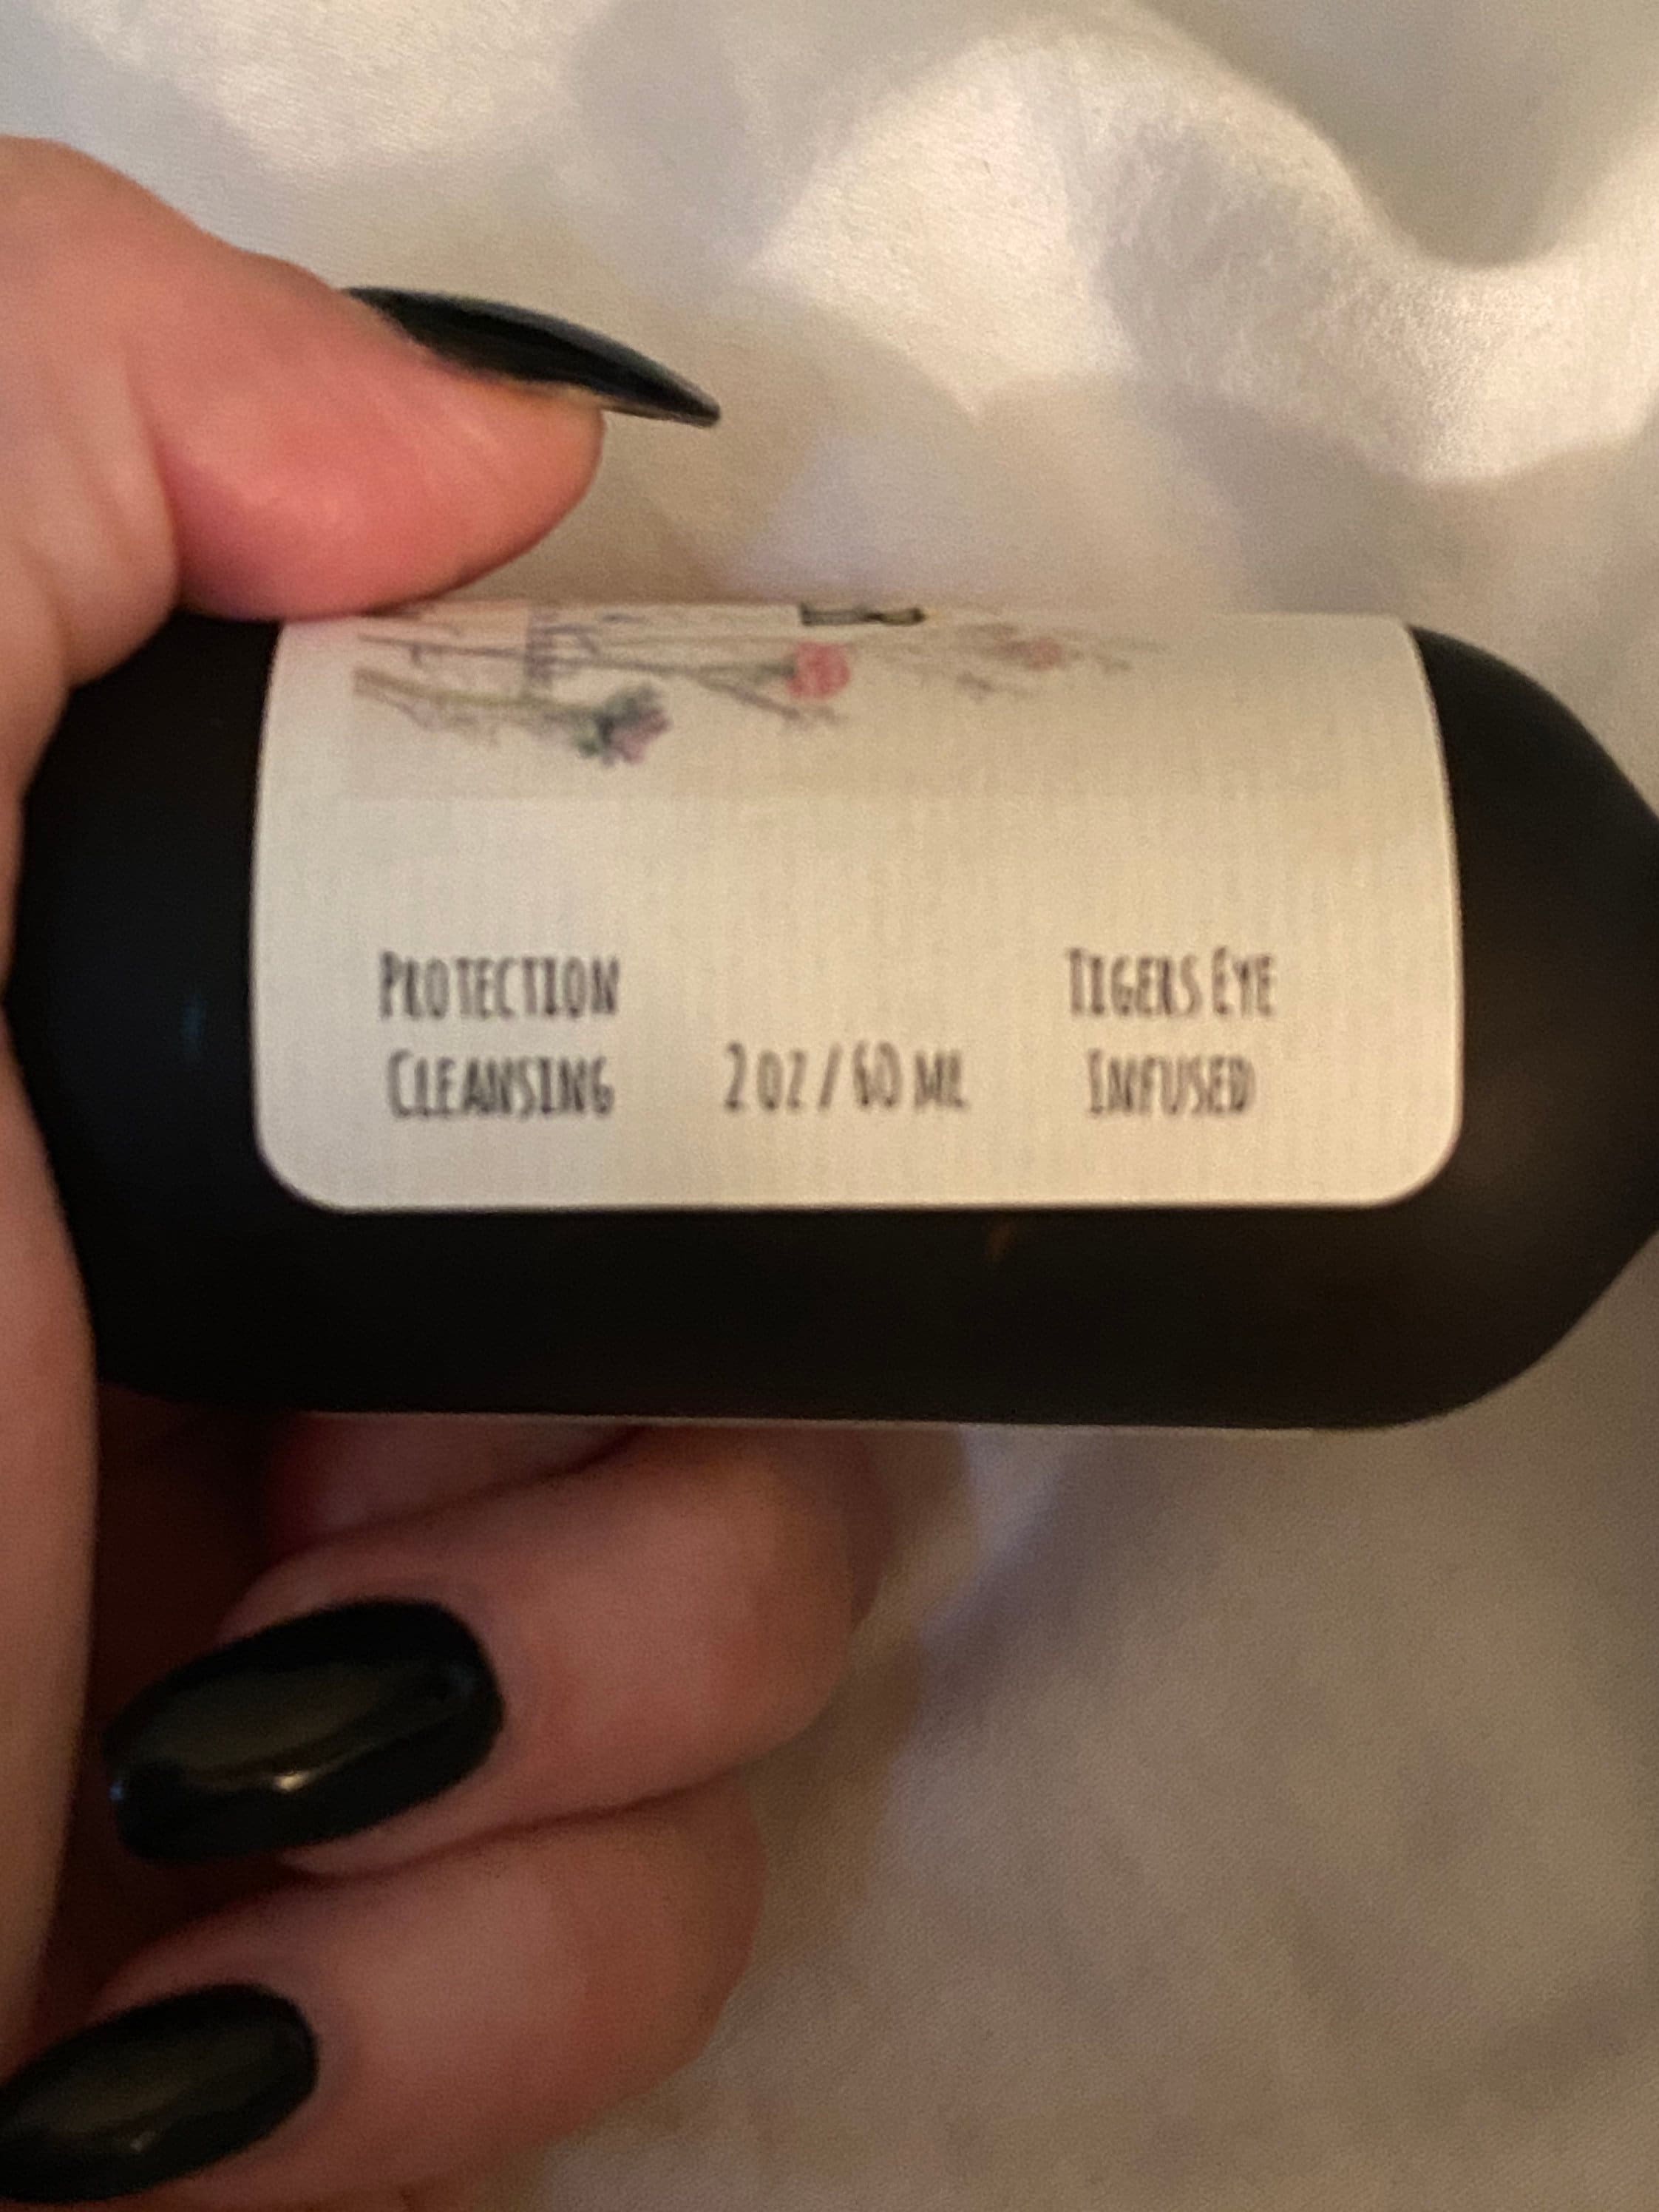 PROTECTION
CLEANSING
2 OZ / 60 ML
TIGERS EYE
INFUSED